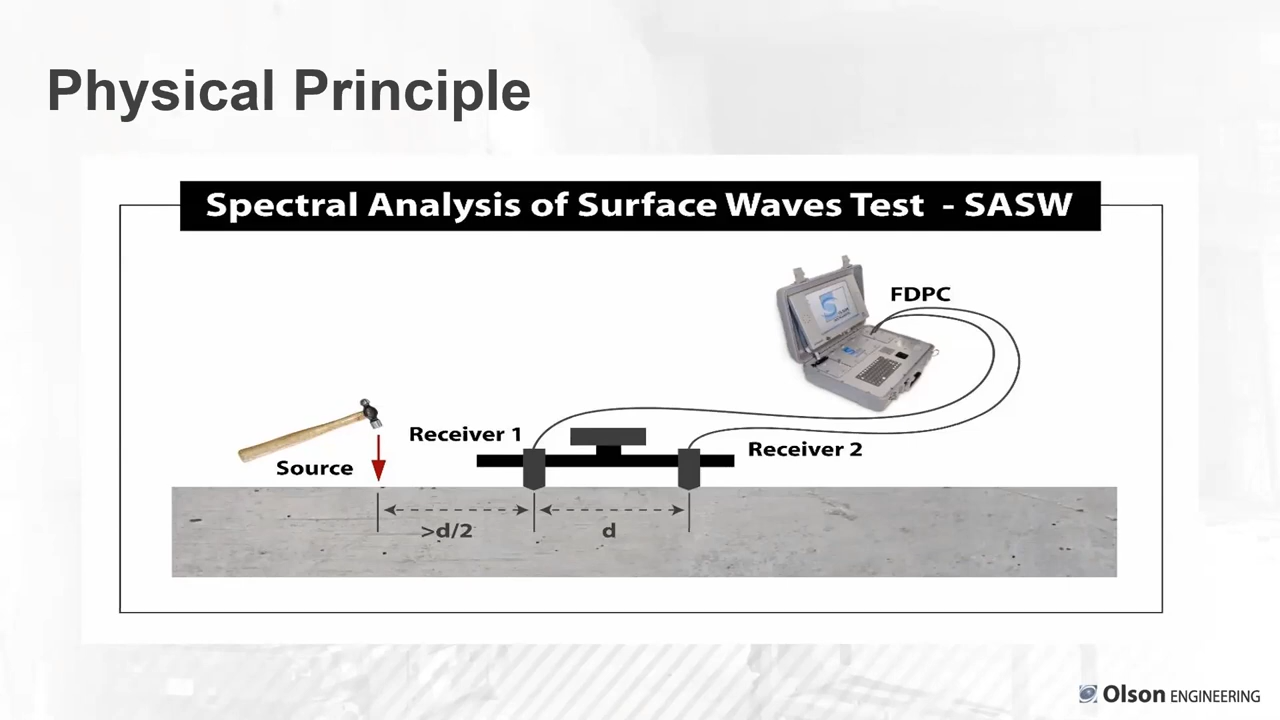 Physical Principle
Spectral Analysis of Surface Waves Test - SASW
FDPC
Receiver 1
Receiver 2
Source
>d/2
d
Olson ENGINEERING